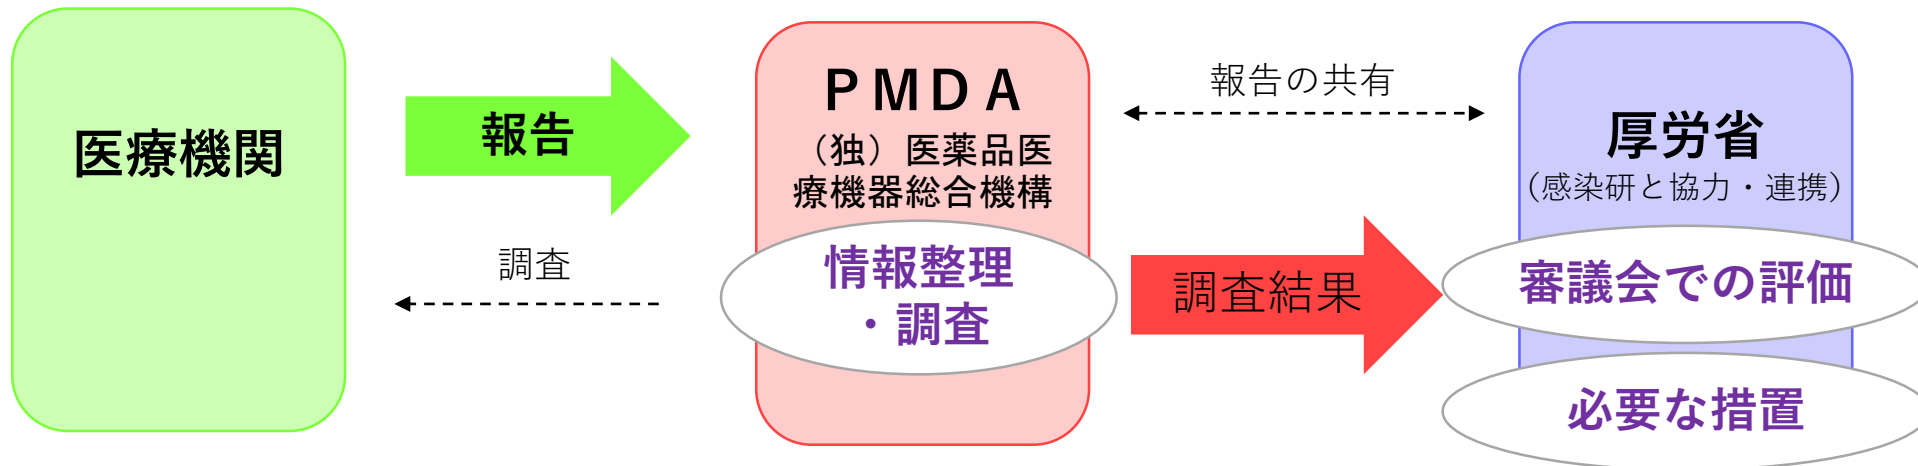 医療機関
報告
調査
ＰＭＤＡ
（独）医薬品医
療機器総合機構
情報整理
・調査
報告の共有
調査結果
厚労省
（感染研と協力・連携）
審議会での評価
必要な措置